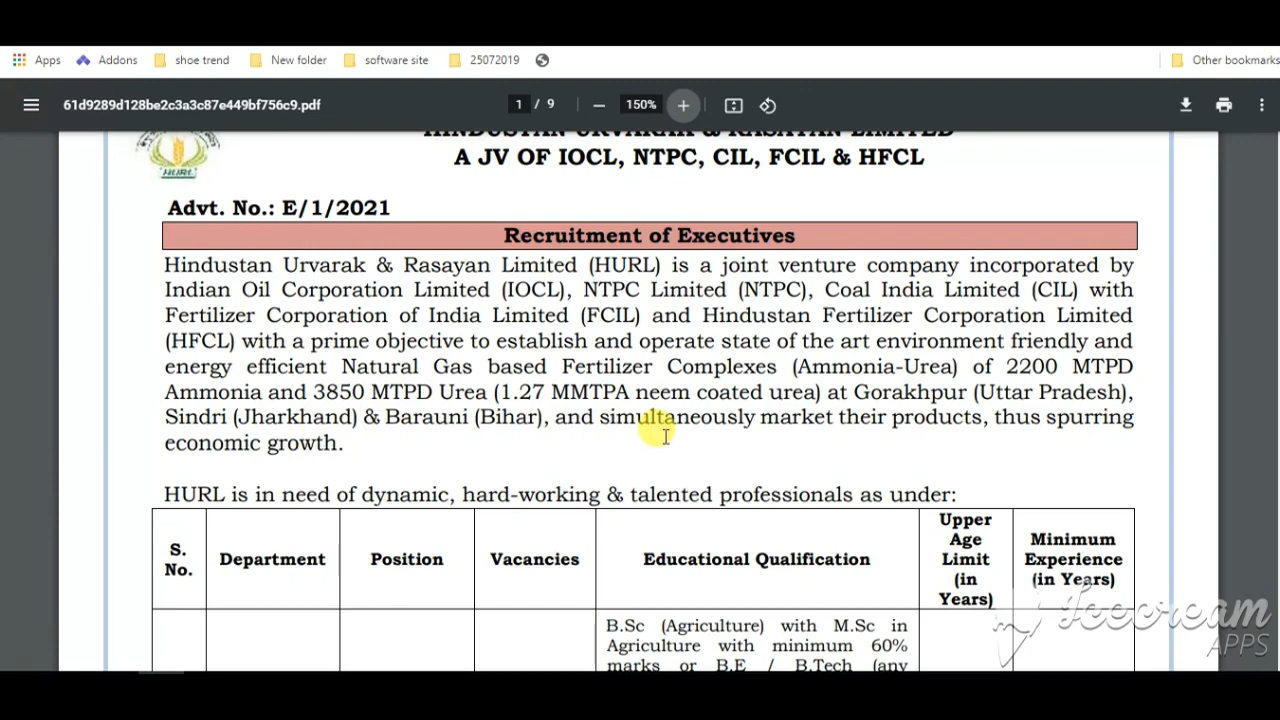 Apps Addons shoe trend New folder software site 25072019 Other bookmarks
61d9289d128be2c3a3c87e449bf756c9.pdf 1 / 9 150%
HINDUSTAN URVARAK & RASAYAN LIMITED
A JV OF IOCL, NTPC, CIL, FCIL & HFCL
HURL
Advt. No.: E/1/2021
Recruitment of Executives
Hindustan Urvarak & Rasayan Limited (HURL) is a joint venture company incorporated by
Indian Oil Corporation Limited (IOCL), NTPC Limited (NTPC), Coal India Limited (CIL) with
Fertilizer Corporation of India Limited (FCIL) and Hindustan Fertilizer Corporation Limited
(HFCL) with a prime objective to establish and operate state of the art environment friendly and
energy efficient Natural Gas based Fertilizer Complexes (Ammonia-Urea) of 2200 MTPD
Ammonia and 3850 MTPD Urea (1.27 MMTPA neem coated urea) at Gorakhpur (Uttar Pradesh),
Sindri (Jharkhand) & Barauni (Bihar), and simultaneously market their products, thus spurring
economic growth.
HURL is in need of dynamic, hard-working & talented professionals as under:
S. No. Department Position Vacancies Educational Qualification Upper Age Limit (in Years) Minimum Experience (in Years)
B.Sc (Agriculture) with M.Sc in
Agriculture with minimum 60%
marks or B.E / B.Tech (any
Icecream
APPS